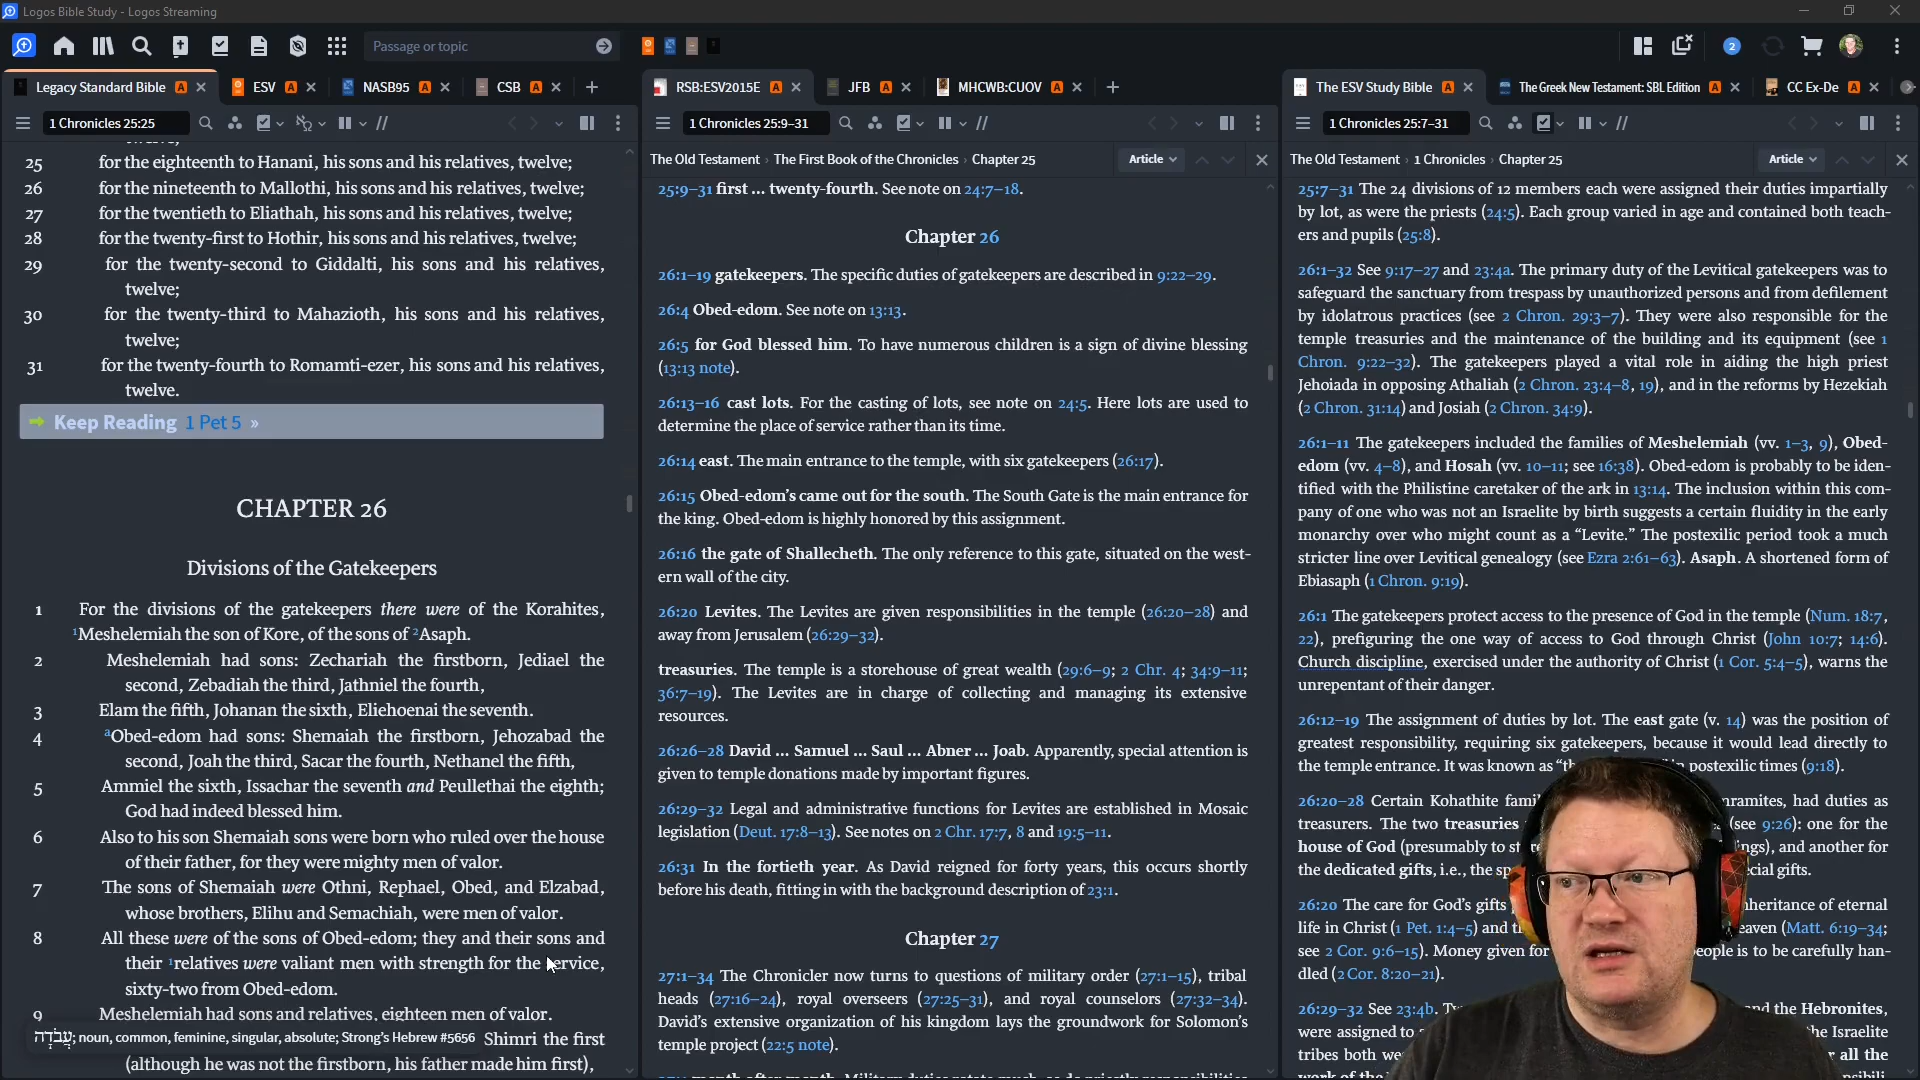 Logos Bible Study - Logos Streaming
Passage or topic
2
Legacy Standard Bible A
ESV A
NASB95 A
CSB A
RSB:ESV2015E A
JFB A
MHCWB:CUOV A
The ESV Study Bible A
The Greek New Testament: SBL Edition A
CC Ex-De A
1 Chronicles 25:25
1 Chronicles 25:9–31
1 Chronicles 25:7–31
25 for the eighteenth to Hanani, his sons and his relatives, twelve;
26 for the nineteenth to Mallothi, his sons and his relatives, twelve;
27 for the twentieth to Eliathah, his sons and his relatives, twelve;
28 for the twenty-first to Hothir, his sons and his relatives, twelve;
29 for the twenty-second to Giddalti, his sons and his relatives,
twelve;
30 for the twenty-third to Mahazioth, his sons and his relatives,
twelve;
31 for the twenty-fourth to Romamti-ezer, his sons and his relatives,
twelve.
Keep Reading 1 Pet 5 »
CHAPTER 26
Divisions of the Gatekeepers
1 For the divisions of the gatekeepers there were of the Korahites,
1Meshelemiah the son of Kore, of the sons of 2Asaph.
2 Meshelemiah had sons: Zechariah the firstborn, Jediael the
second, Zebadiah the third, Jathniel the fourth,
3 Elam the fifth, Johanan the sixth, Eliehoenai the seventh.
4 aObed-edom had sons: Shemaiah the firstborn, Jehozabad the
second, Joah the third, Sacar the fourth, Nethanel the fifth,
5 Ammiel the sixth, Issachar the seventh and Peullethai the eighth;
God had indeed blessed him.
6 Also to his son Shemaiah sons were born who ruled over the house
of their father, for they were mighty men of valor.
7 The sons of Shemaiah were Othni, Rephael, Obed, and Elzabad,
whose brothers, Elihu and Semachiah, were men of valor.
8 All these were of the sons of Obed-edom; they and their sons and
their 1relatives were valiant men with strength for the service,
sixty-two from Obed-edom.
9 Meshelemiah had sons and relatives, eighteen men of valor.
עֲבֹדָה; noun, common, feminine, singular, absolute; Strong's Hebrew #5656
Shimri the first
(although he was not the firstborn, his father made him first),
The Old Testament › The First Book of the Chronicles › Chapter 25
Article
25:9–31 first ... twenty-fourth. See note on 24:7–18.
Chapter 26
26:1–19 gatekeepers. The specific duties of gatekeepers are described in 9:22–29.
26:4 Obed-edom. See note on 13:13.
26:5 for God blessed him. To have numerous children is a sign of divine blessing
(13:13 note).
26:13–16 cast lots. For the casting of lots, see note on 24:5. Here lots are used to
determine the place of service rather than its time.
26:14 east. The main entrance to the temple, with six gatekeepers (26:17).
26:15 Obed-edom's came out for the south. The South Gate is the main entrance for
the king. Obed-edom is highly honored by this assignment.
26:16 the gate of Shallecheth. The only reference to this gate, situated on the west-
ern wall of the city.
26:20 Levites. The Levites are given responsibilities in the temple (26:20–28) and
away from Jerusalem (26:29–32).
treasuries. The temple is a storehouse of great wealth (29:6–9; 2 Chr. 4; 34:9–11;
36:7–19). The Levites are in charge of collecting and managing its extensive
resources.
26:26–28 David ... Samuel ... Saul ... Abner ... Joab. Apparently, special attention is
given to temple donations made by important figures.
26:29–32 Legal and administrative functions for Levites are established in Mosaic
legislation (Deut. 17:8–13). See notes on 2 Chr. 17:7, 8 and 19:5–11.
26:31 In the fortieth year. As David reigned for forty years, this occurs shortly
before his death, fitting in with the background description of 23:1.
Chapter 27
27:1–34 The Chronicler now turns to questions of military order (27:1–15), tribal
heads (27:16–24), royal overseers (27:25–31), and royal counselors (27:32–34).
David's extensive organization of his kingdom lays the groundwork for Solomon's
temple project (22:5 note).
The Old Testament › 1 Chronicles › Chapter 25
Article
25:7–31 The 24 divisions of 12 members each were assigned their duties impartially
by lot, as were the priests (24:5). Each group varied in age and contained both teach-
ers and pupils (25:8).
26:1–32 See 9:17–27 and 23:4a. The primary duty of the Levitical gatekeepers was to
safeguard the sanctuary from trespass by unauthorized persons and from defilement
by idolatrous practices (see 2 Chron. 29:3–7). They were also responsible for the
temple treasuries and the maintenance of the building and its equipment (see 1
Chron. 9:22–32). The gatekeepers played a vital role in aiding the high priest
Jehoiada in opposing Athaliah (2 Chron. 23:4–8, 19), and in the reforms by Hezekiah
(2 Chron. 31:14) and Josiah (2 Chron. 34:9).
26:1–11 The gatekeepers included the families of Meshelemiah (vv. 1–3, 9), Obed-
edom (vv. 4–8), and Hosah (vv. 10–11; see 16:38). Obed-edom is probably to be iden-
tified with the Philistine caretaker of the ark in 13:14. The inclusion within this com-
pany of one who was not an Israelite by birth suggests a certain fluidity in the early
monarchy over who might count as a “Levite.” The postexilic period took a much
stricter line over Levitical genealogy (see Ezra 2:61–63). Asaph. A shortened form of
Ebiasaph (1 Chron. 9:19).
26:1 The gatekeepers protect access to the presence of God in the temple (Num. 18:7,
22), prefiguring the one way of access to God through Christ (John 10:7; 14:6).
Church discipline, exercised under the authority of Christ (1 Cor. 5:4–5), warns the
unrepentant of their danger.
26:12–19 The assignment of duties by lot. The east gate (v. 14) was the position of
greatest responsibility, requiring six gatekeepers, because it would lead directly to
the temple entrance. It was known as “the in postexilic times (9:18).
26:20–28 Certain Kohathite had duties as
treasurers. The two treasuries (see 9:26): one for the
house of God (presumably to and another for
the dedicated gifts, i.e., the gifts.
26:20 The care for God's gifts inheritance of eternal
life in Christ (1 Pet. 1:4–5) and (Matt. 6:19–34;
see 2 Cor. 9:6–15). Money given for people is to be carefully han-
dled (2 Cor. 8:20–21).
26:29–32 See 23:4b. and the Hebronites,
were assigned to the Israelite
tribes both all the
work of the